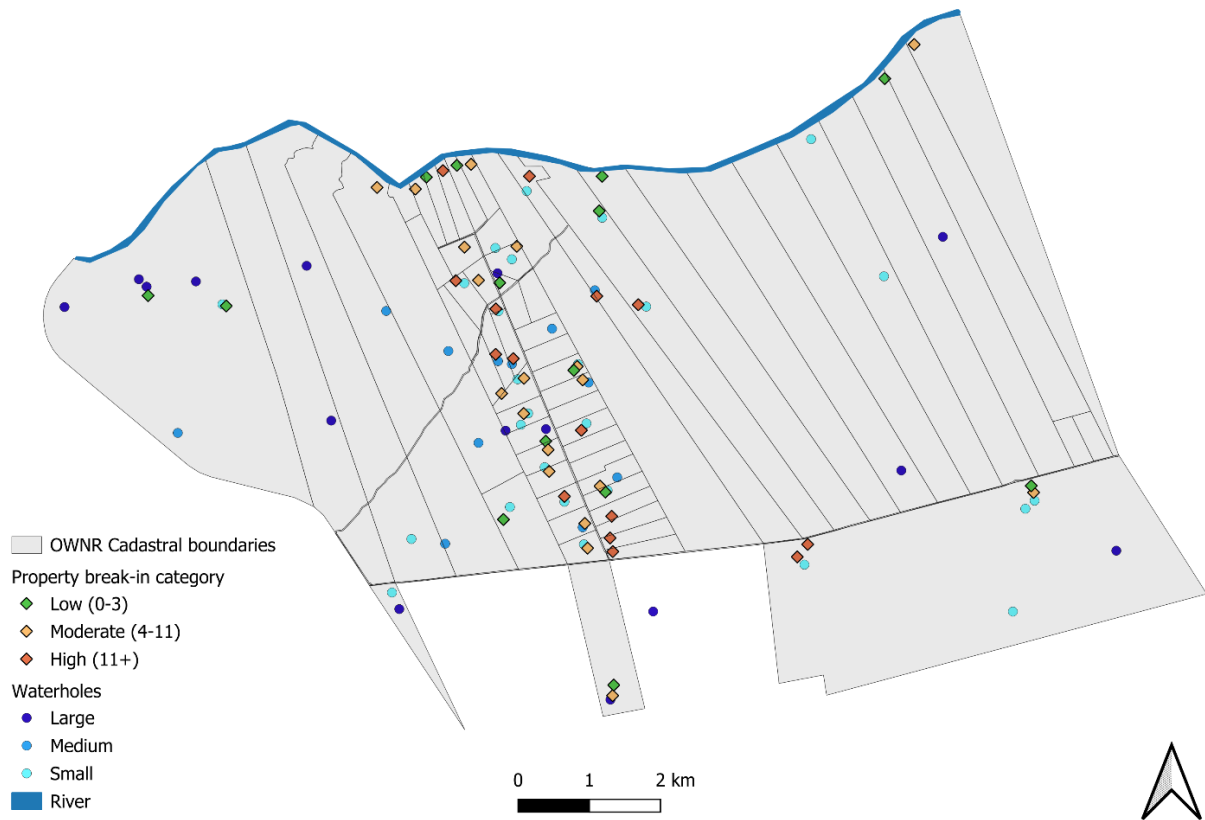 OWNR Cadastral boundaries
Property break-in category
Low (0-3)
Moderate (4-11)
High (11+)
Waterholes
Large
Medium
Small
River
0 1 2 km